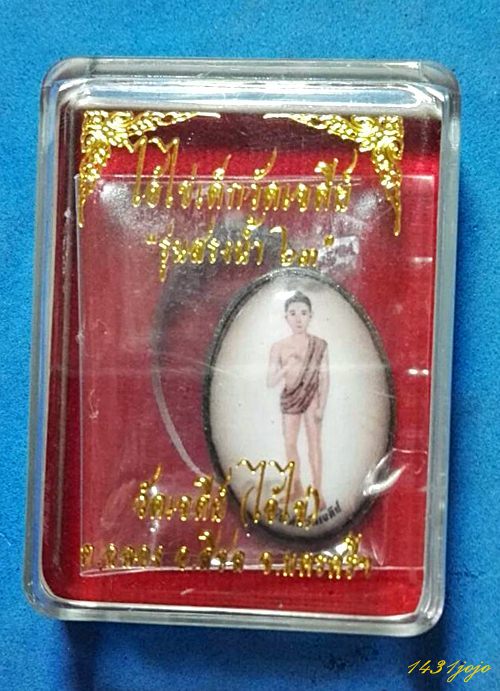 ไอ้ไข่เด็กวัดเจดีย์
"รุ่นสรงน้ำ ๖๓"
วัดเจดีย์ (ไอ้ไข่)
ต.ฉลอง อ.สิชล จ.นครศรีฯ
1431jojo